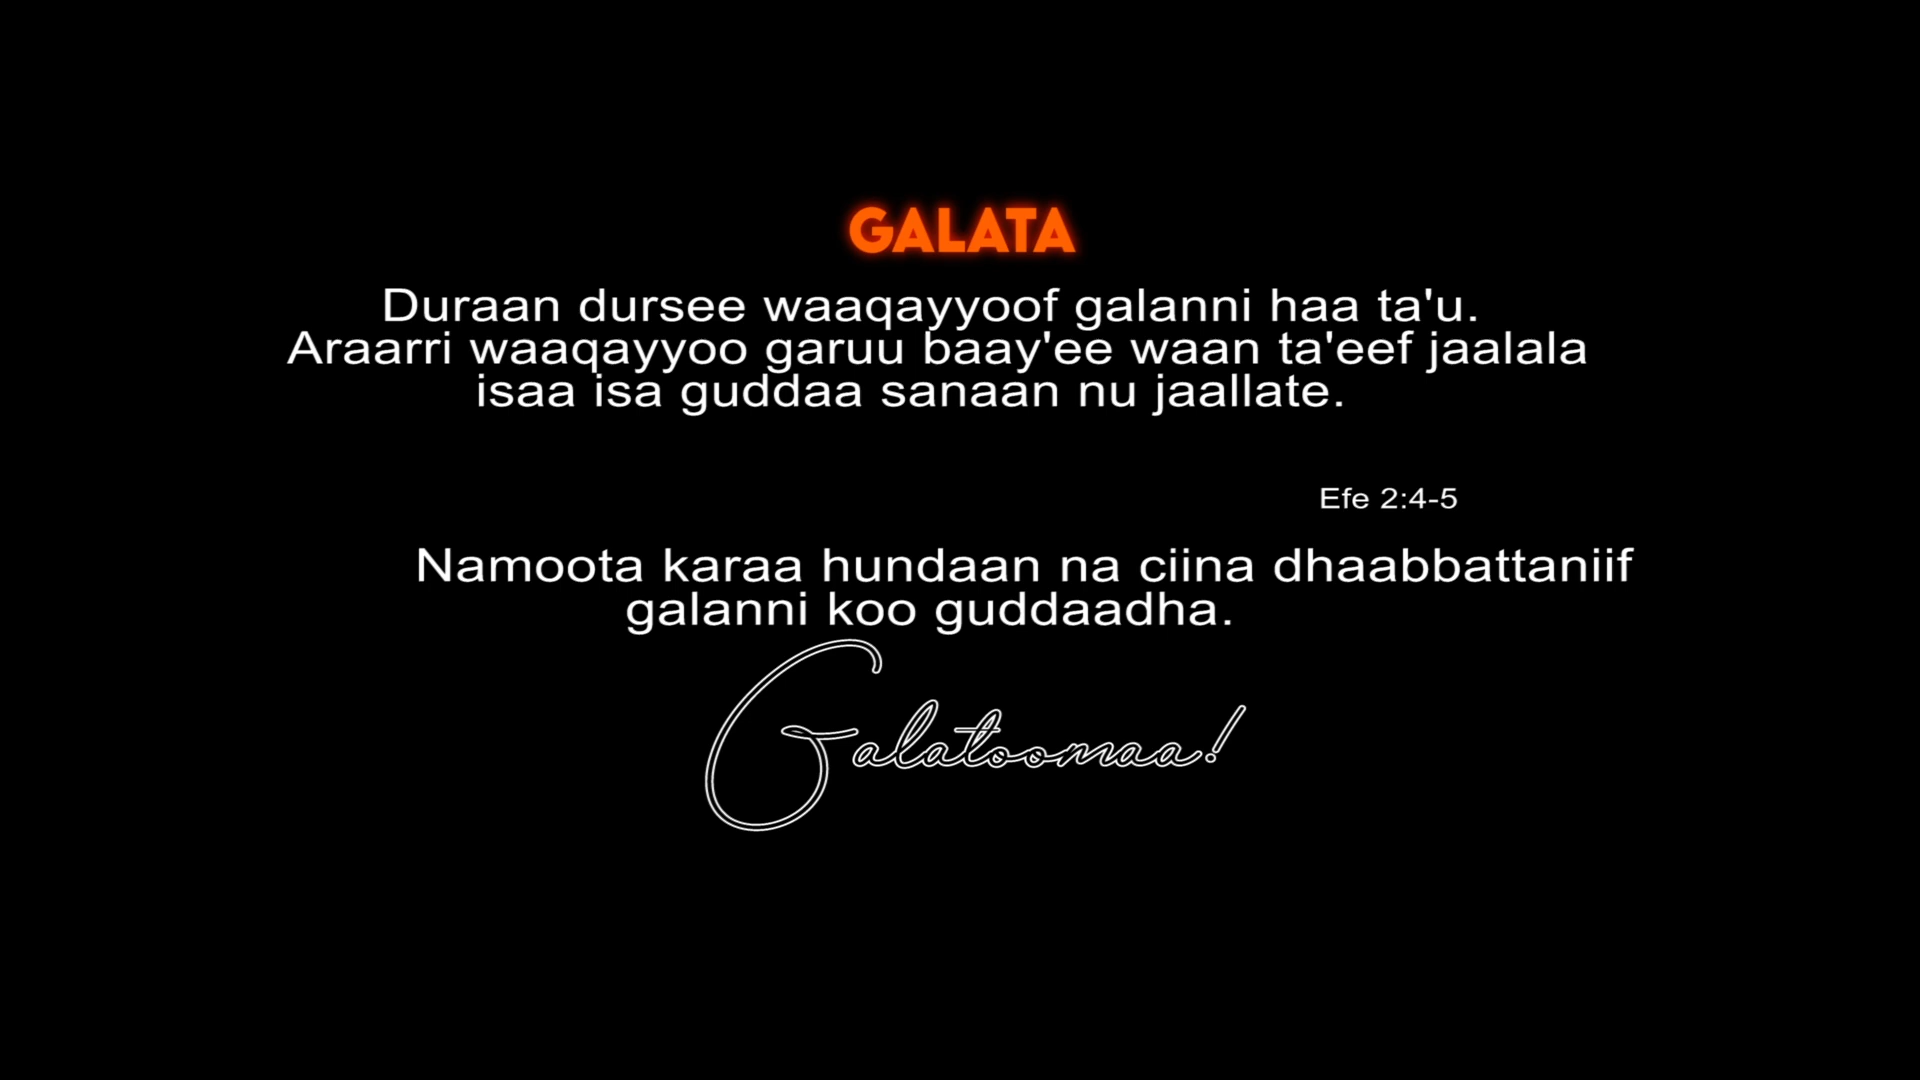 GALATA
Duraan dursee waaqayyoof galanni haa ta'u.
Araarri waaqayyoo garuu baay'ee waan ta'eef jaalala
isaa isa guddaa sanaan nu jaallate.
Efe 2:4-5
Namoota karaa hundaan na ciina dhaabbattaniif
galanni koo guddaadha.
Galatoomaa!